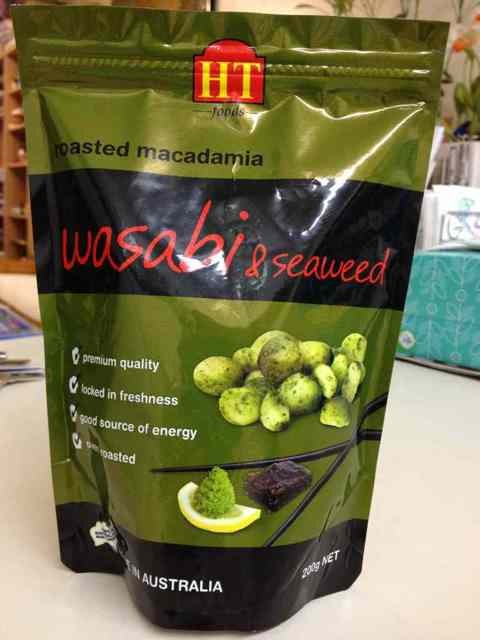 HT
foods
roasted macadamia
wasabi & seaweed
premium quality
locked in freshness
good source of energy
roasted
IN AUSTRALIA
200g NET